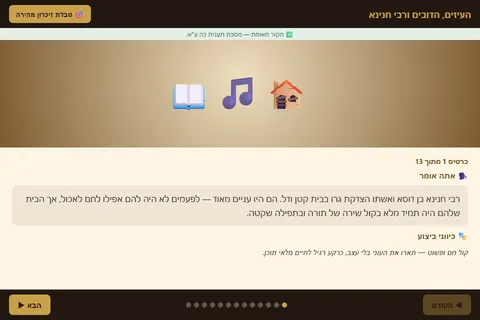 העיזים, הדובים ורבי חנינא
טבלת זיכרון מהירה
מקור מאומת — מסכת תענית כה ע"א.
כרטיס 1 מתוך 13
אתה אומר
רבי חנינא בן דוסא ואשתו הצדקת גרו בבית קטן ודל. הם היו עניים מאוד — לפעמים לא היה להם אפילו לחם לאכול, אך הבית
שלהם היה תמיד מלא בקול שירה של תורה ובתפילה שקטה.
כיווני ביצוע
קול חם ופשוט — תארו את העוני בלי עצב, כרקע רגיל לחיים מלאי תוכן.
◀ הקודם
הבא ▶